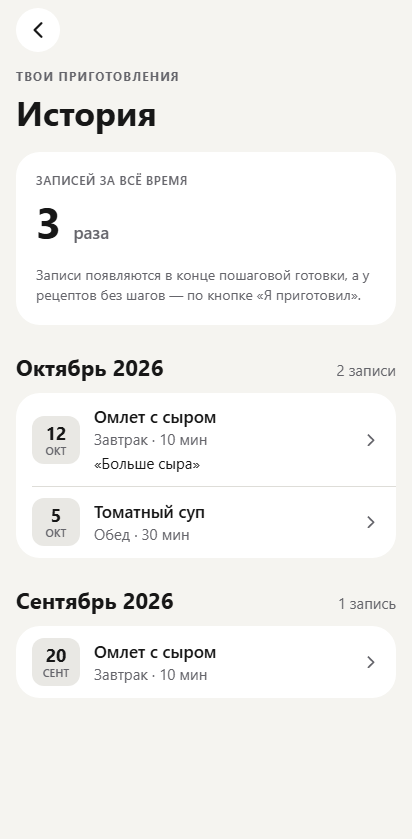 ТВОИ ПРИГОТОВЛЕНИЯ
История
ЗАПИСЕЙ ЗА ВСЁ ВРЕМЯ
3 раза
Записи появляются в конце пошаговой готовки, а у
рецептов без шагов — по кнопке «Я приготовил».
Октябрь 2026
2 записи
12
ОКТ
Омлет с сыром
Завтрак · 10 мин
«Больше сыра»
5
ОКТ
Томатный суп
Обед · 30 мин
Сентябрь 2026
1 запись
20
СЕНТ
Омлет с сыром
Завтрак · 10 мин